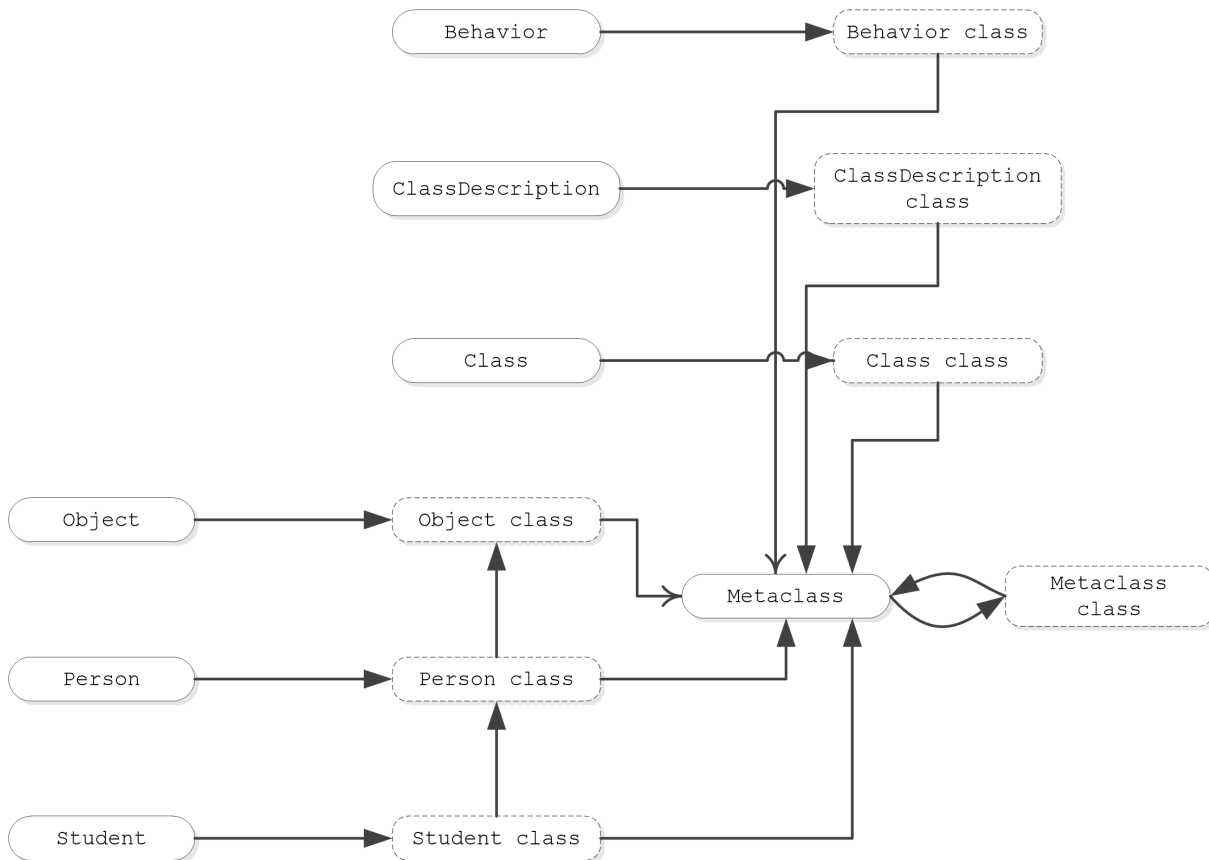 Behavior
Behavior class
ClassDescription
ClassDescription
class
Class
Class class
Object
Object class
Metaclass
Metaclass
class
Person
Person class
Student
Student class